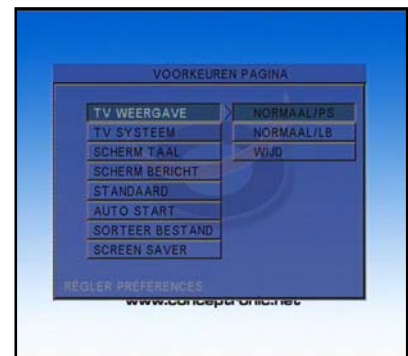 VOORKEUREN PAGINA
TV WEERGAVE NORMAAL/PS
TV SYSTEEM NORMAAL/LB
SCHERM TAAL WIJD
SCHERM BERICHT
STANDAARD
AUTO START
SORTEER BESTAND
SCREEN SAVER
RÉGLER PREFERENCES
www.conceptronic.net